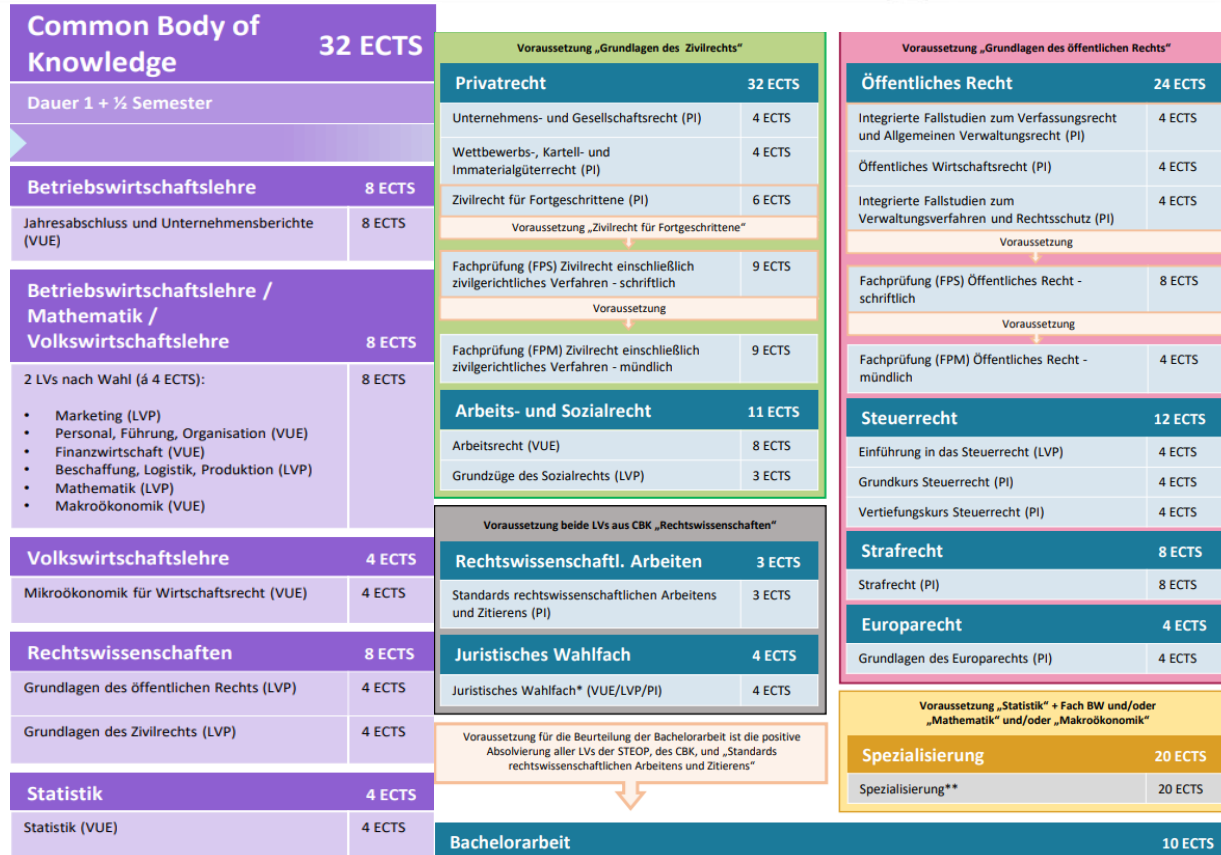 Common Body of
Knowledge
32 ECTS
Dauer 1 + ½ Semester
Betriebswirtschaftslehre 8 ECTS
Jahresabschluss und Unternehmensberichte
(VUE)
8 ECTS
Betriebswirtschaftslehre /
Mathematik /
Volkswirtschaftslehre 8 ECTS
2 LVs nach Wahl (á 4 ECTS): 8 ECTS
• Marketing (LVP)
• Personal, Führung, Organisation (VUE)
• Finanzwirtschaft (VUE)
• Beschaffung, Logistik, Produktion (LVP)
• Mathematik (LVP)
• Makroökonomik (VUE)
Volkswirtschaftslehre 4 ECTS
Mikroökonomik für Wirtschaftsrecht (VUE) 4 ECTS
Rechtswissenschaften 8 ECTS
Grundlagen des öffentlichen Rechts (LVP) 4 ECTS
Grundlagen des Zivilrechts (LVP) 4 ECTS
Statistik 4 ECTS
Statistik (VUE) 4 ECTS
Voraussetzung „Grundlagen des Zivilrechts“
Privatrecht 32 ECTS
Unternehmens- und Gesellschaftsrecht (PI) 4 ECTS
Wettbewerbs-, Kartell- und
Immaterialgüterrecht (PI)
4 ECTS
Zivilrecht für Fortgeschrittene (PI) 6 ECTS
Voraussetzung „Zivilrecht für Fortgeschrittene“
Fachprüfung (FPS) Zivilrecht einschließlich
zivilgerichtliches Verfahren - schriftlich
9 ECTS
Voraussetzung
Fachprüfung (FPM) Zivilrecht einschließlich
zivilgerichtliches Verfahren - mündlich
9 ECTS
Arbeits- und Sozialrecht 11 ECTS
Arbeitsrecht (VUE) 8 ECTS
Grundzüge des Sozialrechts (LVP) 3 ECTS
Voraussetzung beide LVs aus CBK „Rechtswissenschaften“
Rechtswissenschaftl. Arbeiten 3 ECTS
Standards rechtswissenschaftlichen Arbeitens
und Zitierens (PI)
3 ECTS
Juristisches Wahlfach 4 ECTS
Juristisches Wahlfach* (VUE/LVP/PI) 4 ECTS
Voraussetzung für die Beurteilung der Bachelorarbeit ist die positive
Absolvierung aller LVs der STEOP, des CBK, und „Standards
rechtswissenschaftlichen Arbeitens und Zitierens“
Voraussetzung „Grundlagen des öffentlichen Rechts“
Öffentliches Recht 24 ECTS
Integrierte Fallstudien zum Verfassungsrecht
und Allgemeinen Verwaltungsrecht (PI)
4 ECTS
Öffentliches Wirtschaftsrecht (PI) 4 ECTS
Integrierte Fallstudien zum
Verwaltungsverfahren und Rechtsschutz (PI)
4 ECTS
Voraussetzung
Fachprüfung (FPS) Öffentliches Recht -
schriftlich
8 ECTS
Voraussetzung
Fachprüfung (FPM) Öffentliches Recht -
mündlich
4 ECTS
Steuerrecht 12 ECTS
Einführung in das Steuerrecht (LVP) 4 ECTS
Grundkurs Steuerrecht (PI) 4 ECTS
Vertiefungskurs Steuerrecht (PI) 4 ECTS
Strafrecht 8 ECTS
Strafrecht (PI) 8 ECTS
Europarecht 4 ECTS
Grundlagen des Europarechts (PI) 4 ECTS
Voraussetzung „Statistik“ + Fach BW und/oder
„Mathematik“ und/oder „Makroökonomik“
Spezialisierung 20 ECTS
Spezialisierung** 20 ECTS
Bachelorarbeit 10 ECTS